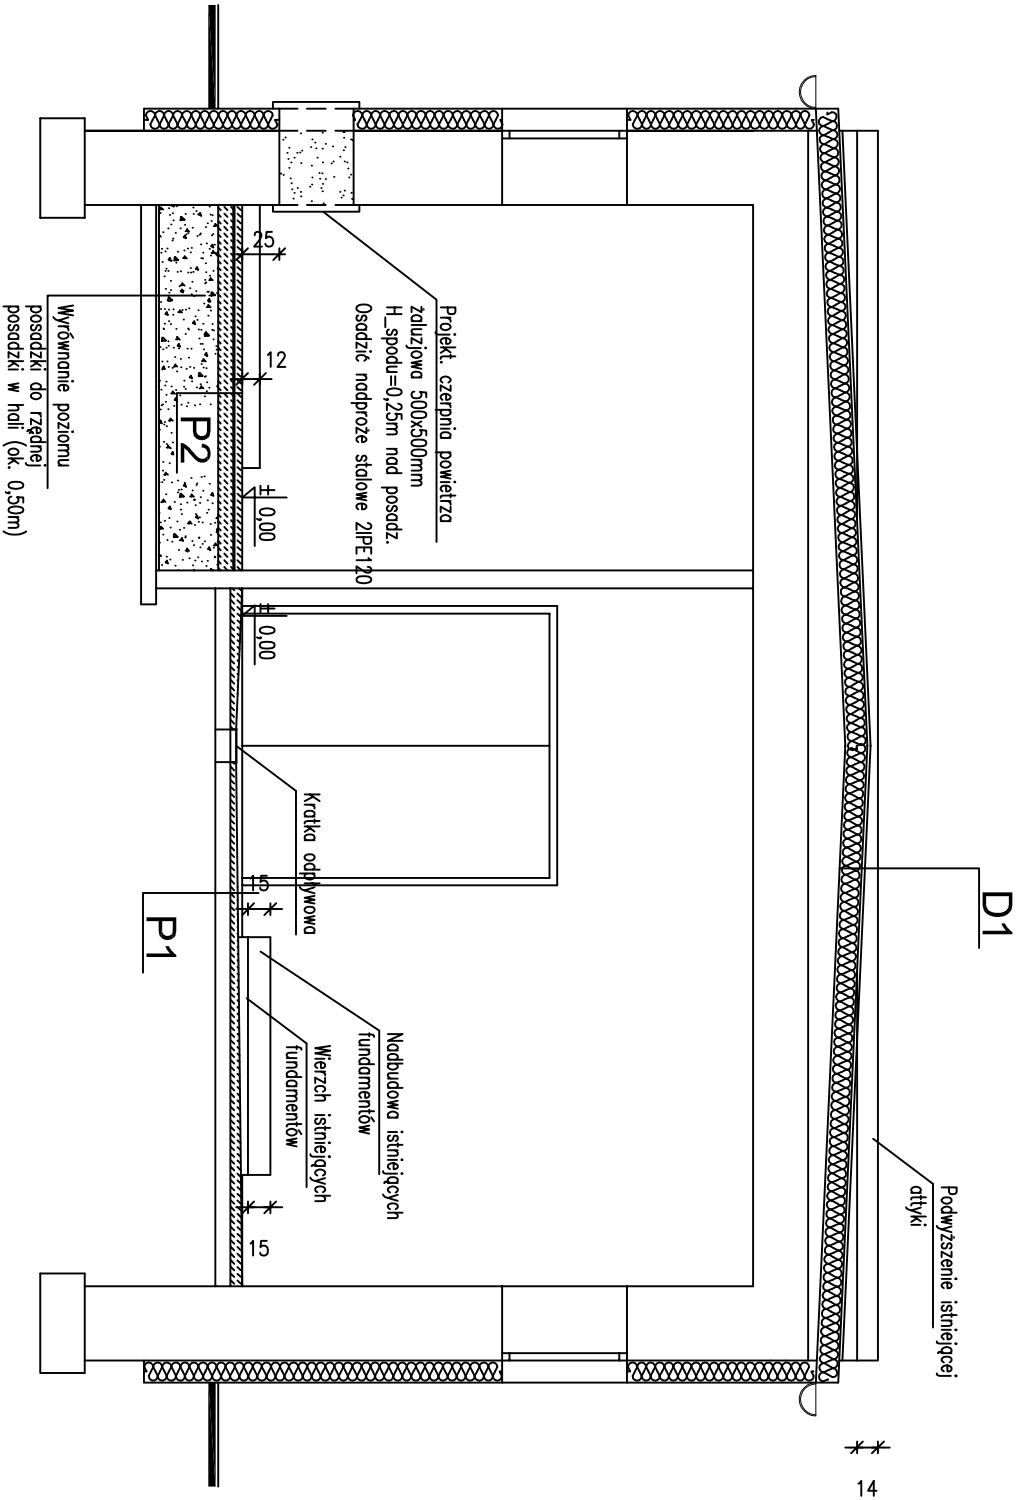 D1
Podwyższenie istniejącej
attyki
14
Projekt. czerpnia powietrza
żaluzjowa 500x500mm
H_spodu=0,25m nad posadz.
Osadzić nadproże stalowe 2IPE120
25
12
P2
± 0,00
± 0,00
Wyrównanie poziomu
posadzki do rzędnej
posadzki w hali (ok. 0,50m)
Kratka odpływowa
15
P1
Nadbudowa istniejących
fundamentów
Wierzch istniejących
fundamentów
15